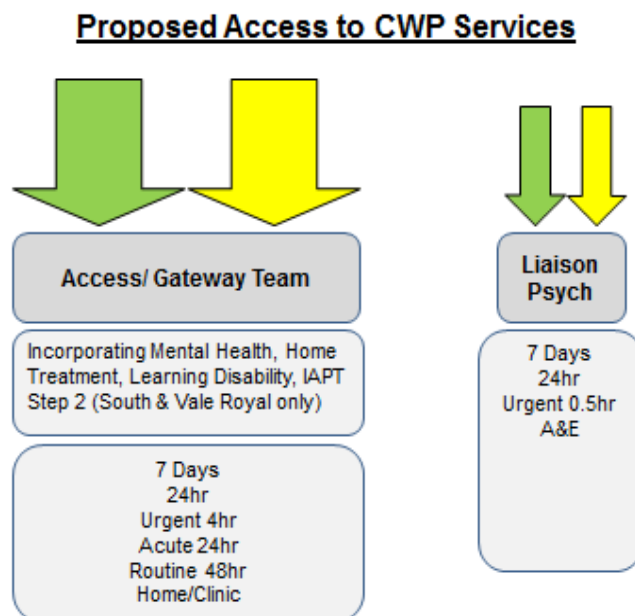 Proposed Access to CWP Services
Access/ Gateway Team
Incorporating Mental Health, Home
Treatment, Learning Disability, IAPT
Step 2 (South & Vale Royal only)
7 Days
24hr
Urgent 4hr
Acute 24hr
Routine 48hr
Home/Clinic
Liaison
Psych
7 Days
24hr
Urgent 0.5hr
A&E